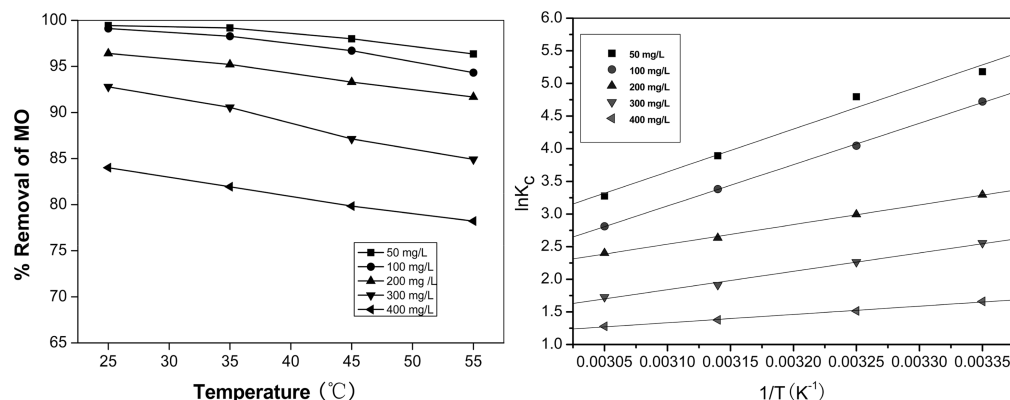 100
95
90
85
80
75
70
65
% Removal of MO
50 mg/L
100 mg/L
200 mg /L
300 mg/L
400 mg/L
25 30 35 40 45 50 55
Temperature (℃)
6.0
5.5
5.0
4.5
4.0
3.5
3.0
2.5
2.0
1.5
1.0
lnKC
50 mg/L
100 mg/L
200 mg/L
300 mg/L
400 mg/L
0.00305 0.00310 0.00315 0.00320 0.00325 0.00330 0.00335
1/T (K-1)